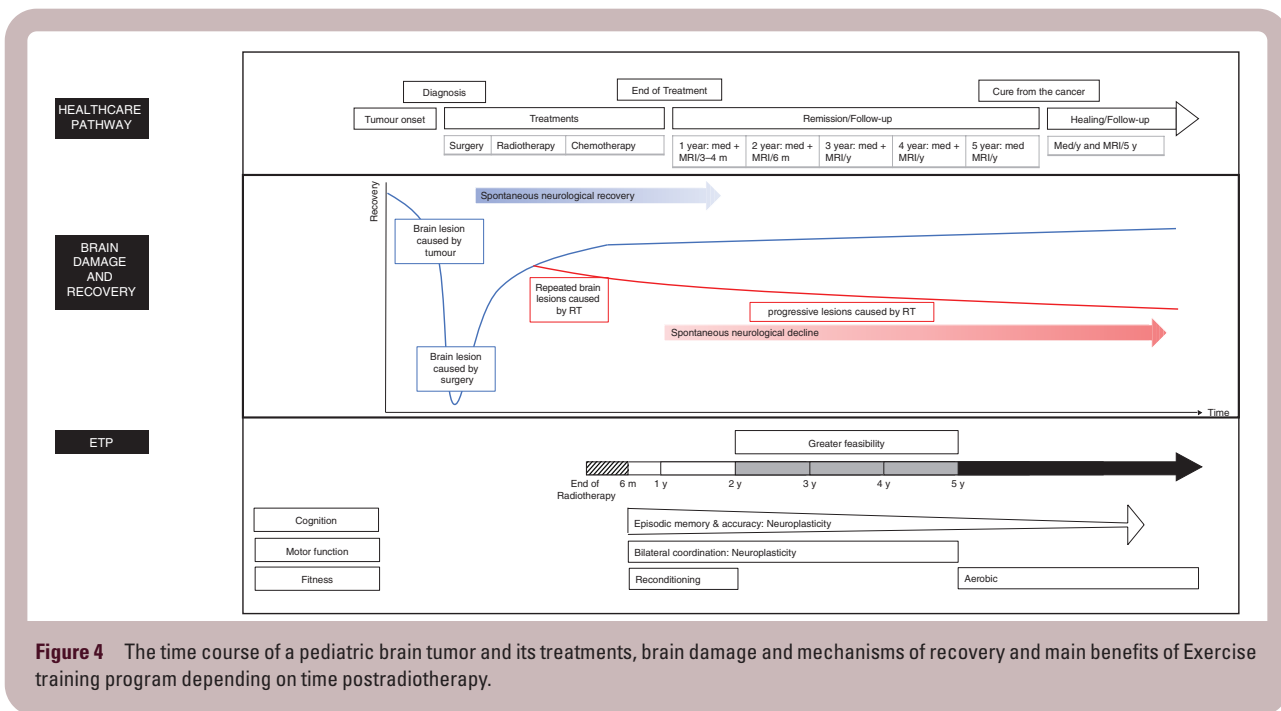 HEALTHCARE
PATHWAY
Diagnosis
End of Treatment
Cure from the cancer
Tumour onset
Treatments
Remission/Follow-up
Healing/Follow-up
Surgery
Radiotherapy
Chemotherapy
1 year: med +
MRI/3–4 m
2 year: med +
MRI/6 m
3 year: med +
MRI/y
4 year: med +
MRI/y
5 year: med
MRI/y
Med/y and MRI/5 y
BRAIN
DAMAGE
AND
RECOVERY
Recovery
Spontaneous neurological recovery
Brain lesion
caused by
tumour
Repeated brain
lesions caused
by RT
progressive lesions caused by RT
Spontaneous neurological decline
Brain lesion
caused by
surgery
Time
ETP
Greater feasibility
End of
Radiotherapy
6 m
1 y
2 y
3 y
4 y
5 y
Cognition
Episodic memory & accuracy: Neuroplasticity
Motor function
Bilateral coordination: Neuroplasticity
Fitness
Reconditioning
Aerobic
Figure 4 The time course of a pediatric brain tumor and its treatments, brain damage and mechanisms of recovery and main benefits of Exercise
training program depending on time postradiotherapy.